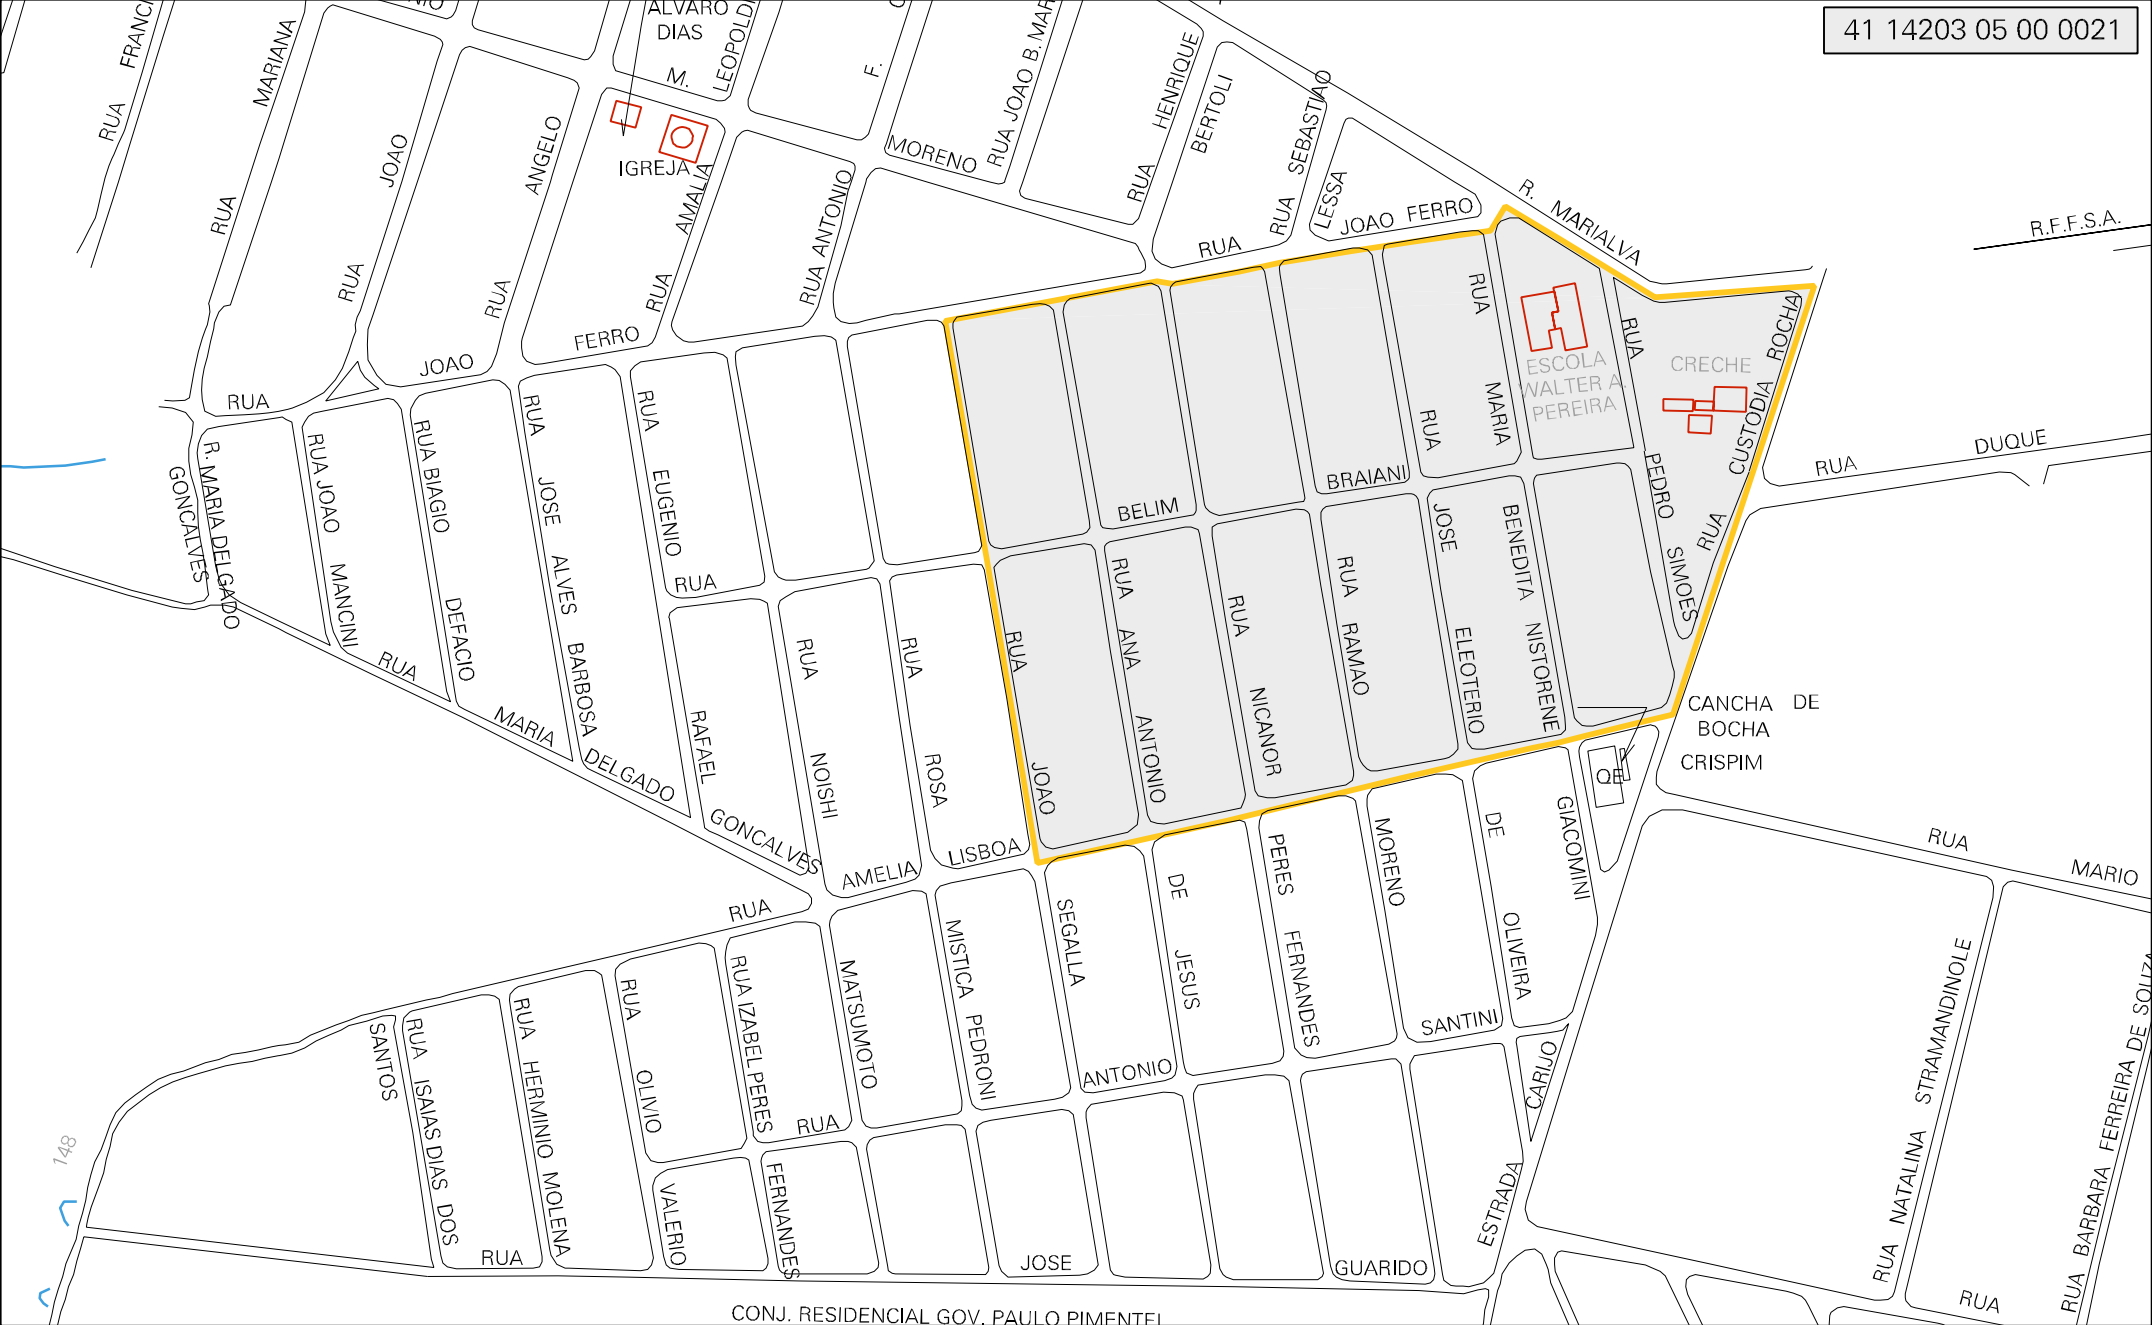 41 14203 05 00 0021
ALVARO
DIAS
M.
LEOPOLDI
F.
RUA JOAO B. MAR
RUA HENRIQUE
BERTOLI
RUA SEBASTIAO
LESSA
RUA FRANCI
RUA MARIANA
RUA JOAO
RUA ANGELO
IGREJA
RUA AMALIA
RUA ANTONIO
MORENO
R. MARIALVA
R.F.F.S.A.
RUA JOAO FERRO
RUA JOAO FERRO
RUA DUQUE
ESCOLA
WALTER A.
PEREIRA
CRECHE
RUA CUSTODIA ROCHA
RUA PEDRO SIMOES
RUA MARIA
BENEDITA NISTORENE
GIACOMINI
RUA JOSE ELEOTERIO
DE OLIVEIRA
RUA RAMAO
MORENO
RUA NICANOR
PERES FERNANDES
RUA ANA ANTONIO
DE JESUS
RUA JOAO
SEGALLA
RUA BELIM BRAIANI
R. MARIA DELGADO
GONCALVES
RUA JOAO MANCINI
RUA BIAGIO DEFACIO
RUA JOSE ALVES BARBOSA
RUA EUGENIO
RAFAEL
RUA NOISHI
MATSUMOTO
RUA ROSA
MISTICA PEDRONI
RUA MARIA DELGADO GONCALVES
RUA AMELIA LISBOA
CANCHA DE
BOCHA
CRISPIM
QE
RUA MARIO
RUA ISAIAS DIAS DOS
SANTOS
RUA HERMINIO MOLENA
RUA OLIVIO
VALERIO
RUA IZABEL PERES
FERNANDES
RUA ANTONIO SANTINI
ESTRADA CARIJO
RUA NATALINA STRAMANDINOLE
RUA BARBARA FERREIRA DE SOUZA
148
RUA JOSE GUARIDO
RUA
CONJ. RESIDENCIAL GOV. PAULO PIMENTEL